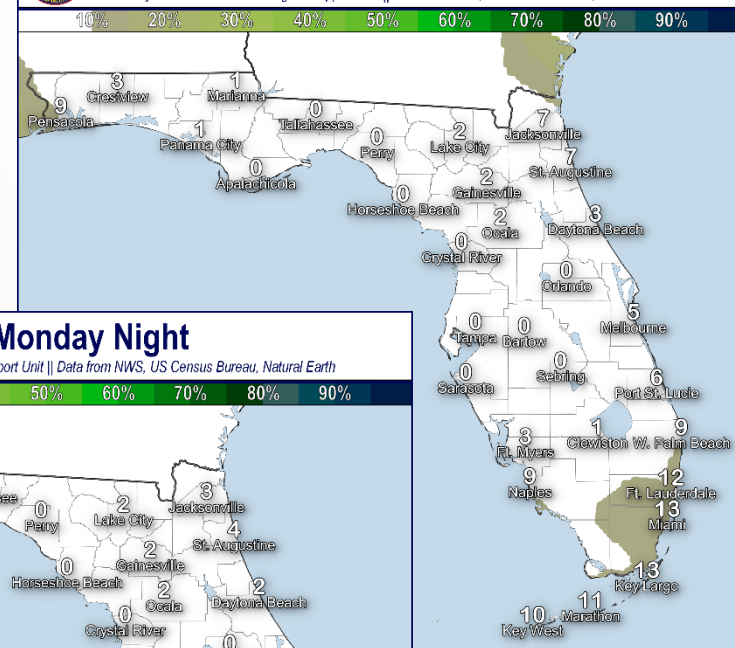 10% 20% 30% 40% 50% 60% 70% 80% 90%
3
Crestview
1
Marianna
9
Pensacola
0
Tallahassee
1
Panama City
0
Perry
2
Lake City
7
Jacksonville
0
Apalachicola
7
St. Augustine
2
Gainesville
0
Horseshoe Beach
2
Ocala
3
Daytona Beach
0
Crystal River
0
Orlando
5
Melbourne
0
Tampa
0
Bartow
0
Sebring
0
Sarasota
6
Port St. Lucie
3
Ft. Myers
1
Clewiston
9
W. Palm Beach
9
Naples
12
Ft. Lauderdale
13
Miami
13
Key Largo
11
Marathon
10
Key West
Monday Night
port Unit || Data from NWS, US Census Bureau, Natural Earth
50% 60% 70% 80% 90%
see
0
Perry
2
Lake City
3
Jacksonville
4
St. Augustine
2
Gainesville
0
Horseshoe Beach
2
Ocala
2
Daytona Beach
0
Crystal River
0